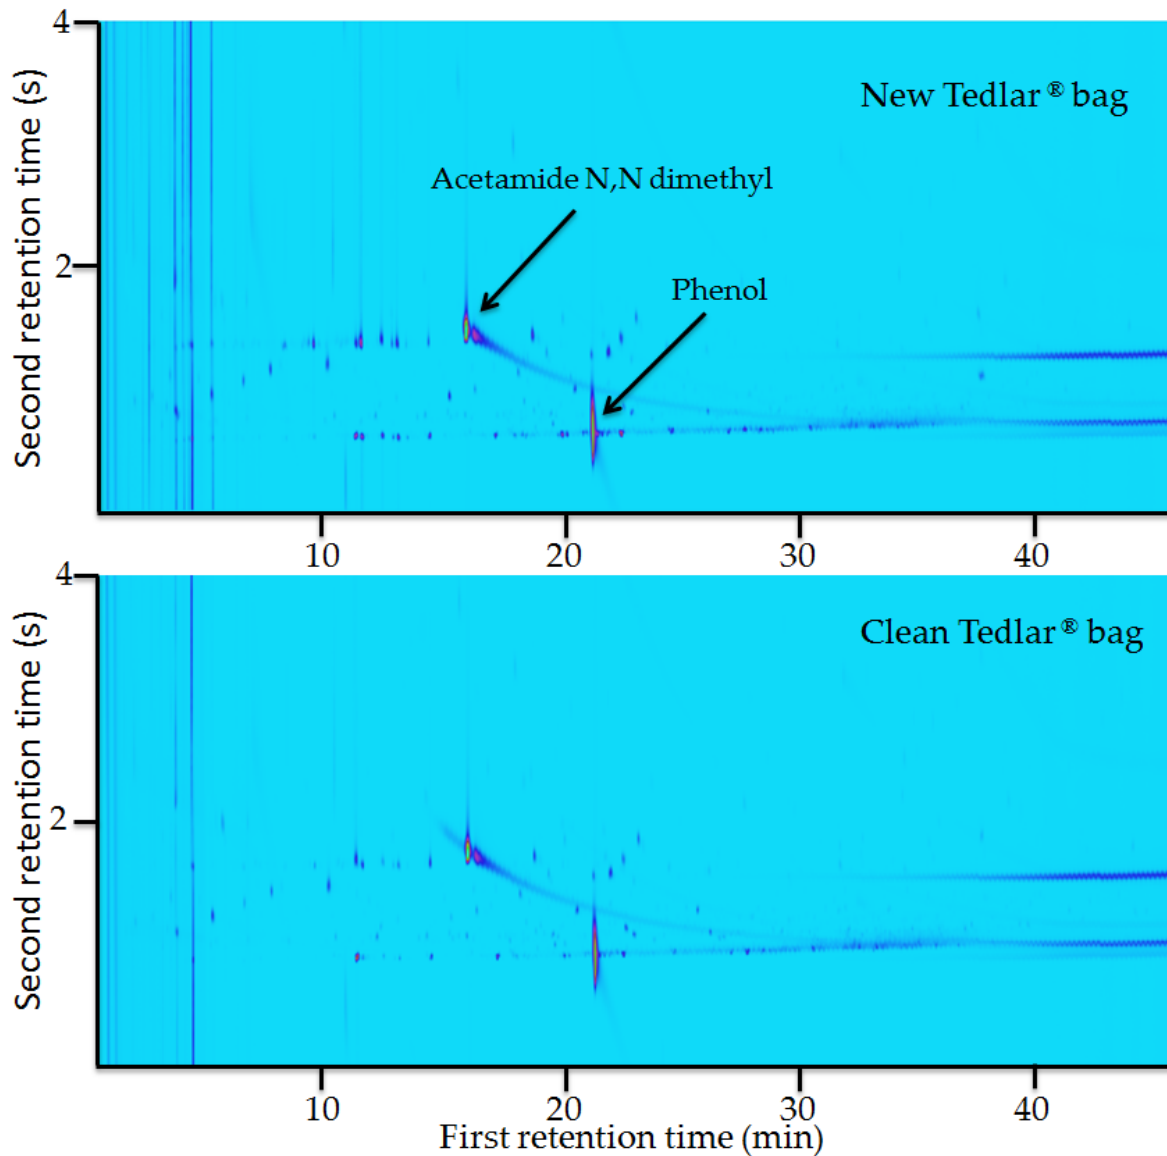 4
Second retention time (s)
New Tedlar ® bag
Acetamide N,N dimethyl
2
Phenol
10 20 30 40
4
Second retention time (s)
Clean Tedlar ® bag
2
10 20 30 40
First retention time (min)